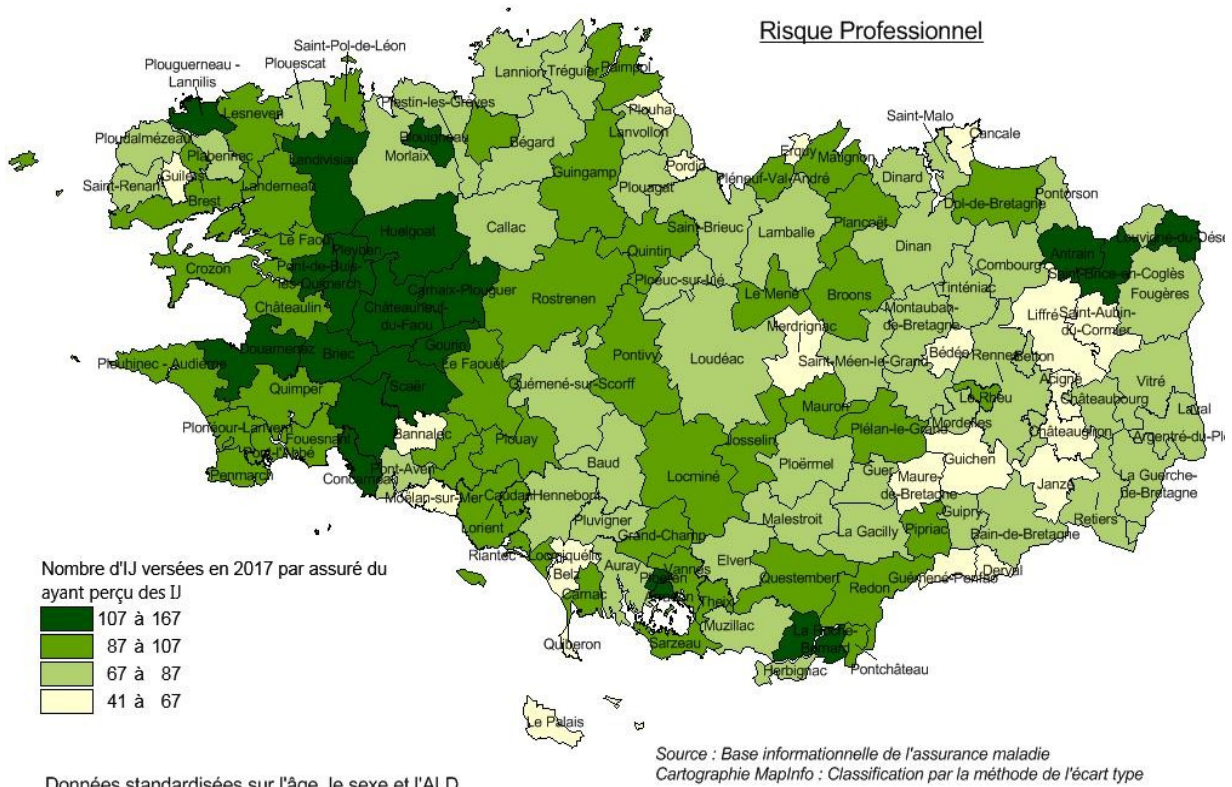 Risque Professionnel
Saint-Pol-de-Léon
Plouescat
Plouguerneau -
Lannilis
Lesneven
Ploudalmézeau
Plabennec
Guilers
Saint-Renan
Brest
Landerneau
Landivisiau
Plestin-les-Grèves
Plouigneau
Morlaix
Lannion
Tréguier
Paimpol
Bégard
Plouha
Lanvollon
Guingamp
Pordic
Plouagat
Erquy
Pléneuf-Val-André
Matignon
Saint-Malo
Cancale
Dinard
Dol-de-Bretagne
Pontorson
Plancoët
Callac
Huelgoat
Le Faou
Pleyben
Pont-de-Buis-
lès-Quimerch
Crozon
Châteaulin
Châteauneuf-
du-Faou
Carhaix-Plouguer
Rostrenen
Quintin
Saint-Brieuc
Lamballe
Ploeuc-sur-Lié
Le Mené
Broons
Dinan
Combourg
Tinténiac
Antrain
Louvigné-du-Dése
Saint-Brice-en-Coglès
Fougères
Montauban-
de-Bretagne
Liffré
Saint-Aubin-
du-Cormier
Merdrignac
Loudéac
Saint-Méen-le-Grand
Bédée
Rennes
Betton
Acigné
Châteaubourg
Vitré
Laval
Argentré-du-Ple
Châteaugiron
Le Rheu
Mordelles
Plélan-le-Grand
Mauron
Douarnenez
Briec
Gourin
Le Faouët
Pleubinec - Audierne
Quimper
Scaër
Guémené-sur-Scorff
Pontivy
Plonéour-Lanvern
Pont-l'Abbé
Fouesnant
Penmarch
Concarneau
Bannalec
Pont-Aven
Moëlan-sur-Mer
Plouay
Baud
Locminé
Josselin
Ploërmel
Guer
Maure-
de-Bretagne
Guichen
Janzé
La Guerche-
de-Bretagne
Retiers
Guipry
Bain-de-Bretagne
Pipriac
La Gacilly
Malestroit
Caudan
Lorient
Hennebont
Pluvigner
Grand-Champ
Elven
Riantec
Locmiquélic
Belz
Auray
Carnac
Vannes
Theix
Questembert
Redon
Guémené-Penfao
Derval
Muzillac
Sarzeau
Quiberon
La Roche-
Bernard
Herbignac
Pontchâteau
Le Palais
Nombre d'IJ versées en 2017 par assuré du
ayant perçu des IJ
107 à 167
87 à 107
67 à 87
41 à 67
Source : Base informationnelle de l'assurance maladie
Cartographie MapInfo : Classification par la méthode de l'écart type
Données standardisées sur l'âge, le sexe et l'ALD